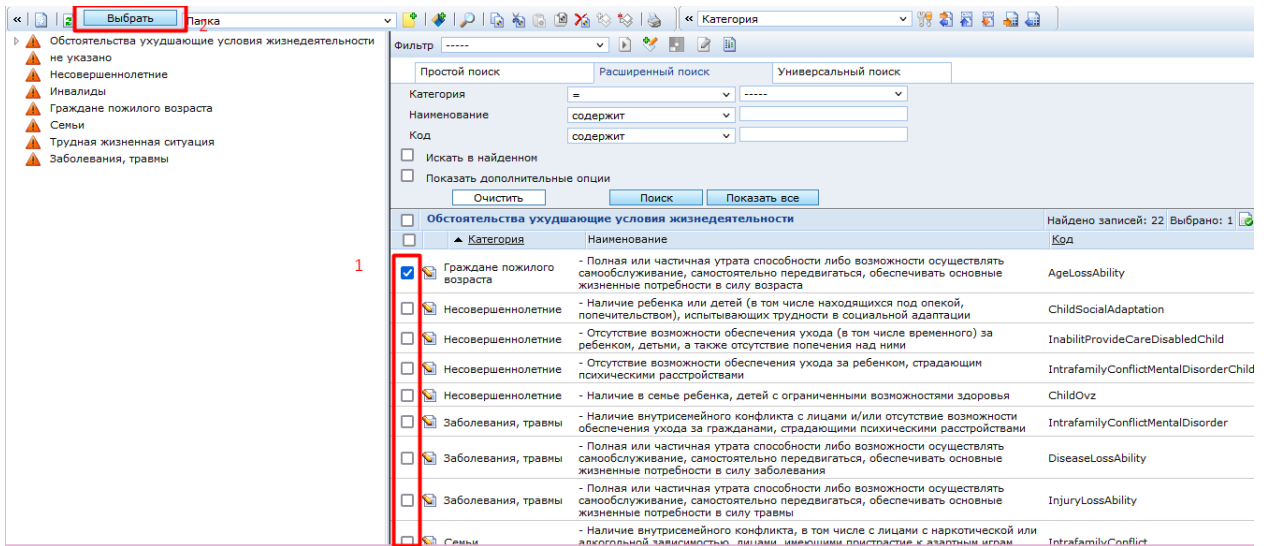 Выбрать
2
Папка
Категория
Обстоятельства ухудшающие условия жизнедеятельности
не указано
Несовершеннолетние
Инвалиды
Граждане пожилого возраста
Семьи
Трудная жизненная ситуация
Заболевания, травмы
Фильтр -----
Простой поиск Расширенный поиск Универсальный поиск
Категория = -----
Наименование содержит
Код содержит
Искать в найденном
Показать дополнительные опции
Очистить Поиск Показать все
Обстоятельства ухудшающие условия жизнедеятельности Найдено записей: 22 Выбрано: 1
Категория Наименование Код
1
Граждане пожилого
возраста
- Полная или частичная утрата способности либо возможности осуществлять
самообслуживание, самостоятельно передвигаться, обеспечивать основные
жизненные потребности в силу возраста
AgeLossAbility
Несовершеннолетние
- Наличие ребенка или детей (в том числе находящихся под опекой,
попечительством), испытывающих трудности в социальной адаптации
ChildSocialAdaptation
Несовершеннолетние
- Отсутствие возможности обеспечения ухода (в том числе временного) за
ребенком, детьми, а также отсутствие попечения над ними
InabilitProvideCareDisabledChild
Несовершеннолетние
- Отсутствие возможности обеспечения ухода за ребенком, страдающим
психическими расстройствами
IntrafamilyConflictMentalDisorderChild
Несовершеннолетние - Наличие в семье ребенка, детей с ограниченными возможностями здоровья ChildOvz
Заболевания, травмы
- Наличие внутрисемейного конфликта с лицами и/или отсутствие возможности
обеспечения ухода за гражданами, страдающими психическими расстройствами
IntrafamilyConflictMentalDisorder
Заболевания, травмы
- Полная или частичная утрата способности либо возможности осуществлять
самообслуживание, самостоятельно передвигаться, обеспечивать основные
жизненные потребности в силу заболевания
DiseaseLossAbility
Заболевания, травмы
- Полная или частичная утрата способности либо возможности осуществлять
самообслуживание, самостоятельно передвигаться, обеспечивать основные
жизненные потребности в силу травмы
InjuryLossAbility
Семьи
- Наличие внутрисемейного конфликта, в том числе с лицами с наркотической или
алкогольной зависимостью, лицами, имеющими пристрастие к азартным играм
IntrafamilyConflict